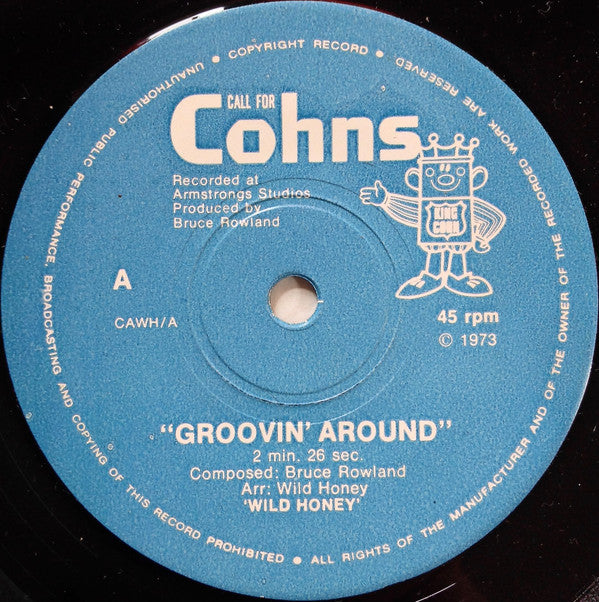 UNAUTHORISED PUBLIC PERFORMANCE, BROADCASTING AND COPYING OF THIS RECORD PROHIBITED • ALL RIGHTS OF THE MANUFACTURER AND OF THE OWNER OF THE RECORDED WORK ARE RESERVED • COPYRIGHT RECORD •
CALL FOR
Cohns
Recorded at
Armstrongs Studios
Produced by
Bruce Rowland
KING
COHN
A
CAWH/A
45 rpm
© 1973
"GROOVIN' AROUND"
2 min. 26 sec.
Composed: Bruce Rowland
Arr: Wild Honey
'WILD HONEY'